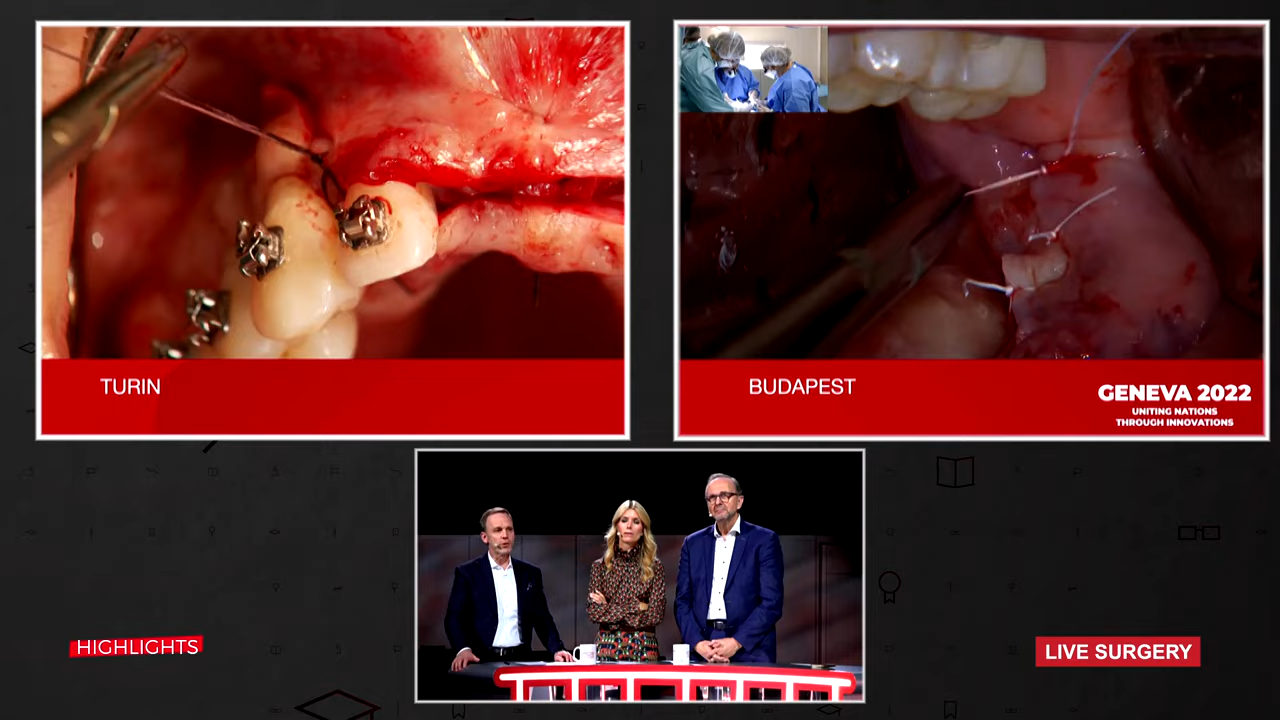 TURIN
BUDAPEST
GENEVA 2022
UNITING NATIONS
THROUGH INNOVATIONS
HIGHLIGHTS
LIVE SURGERY